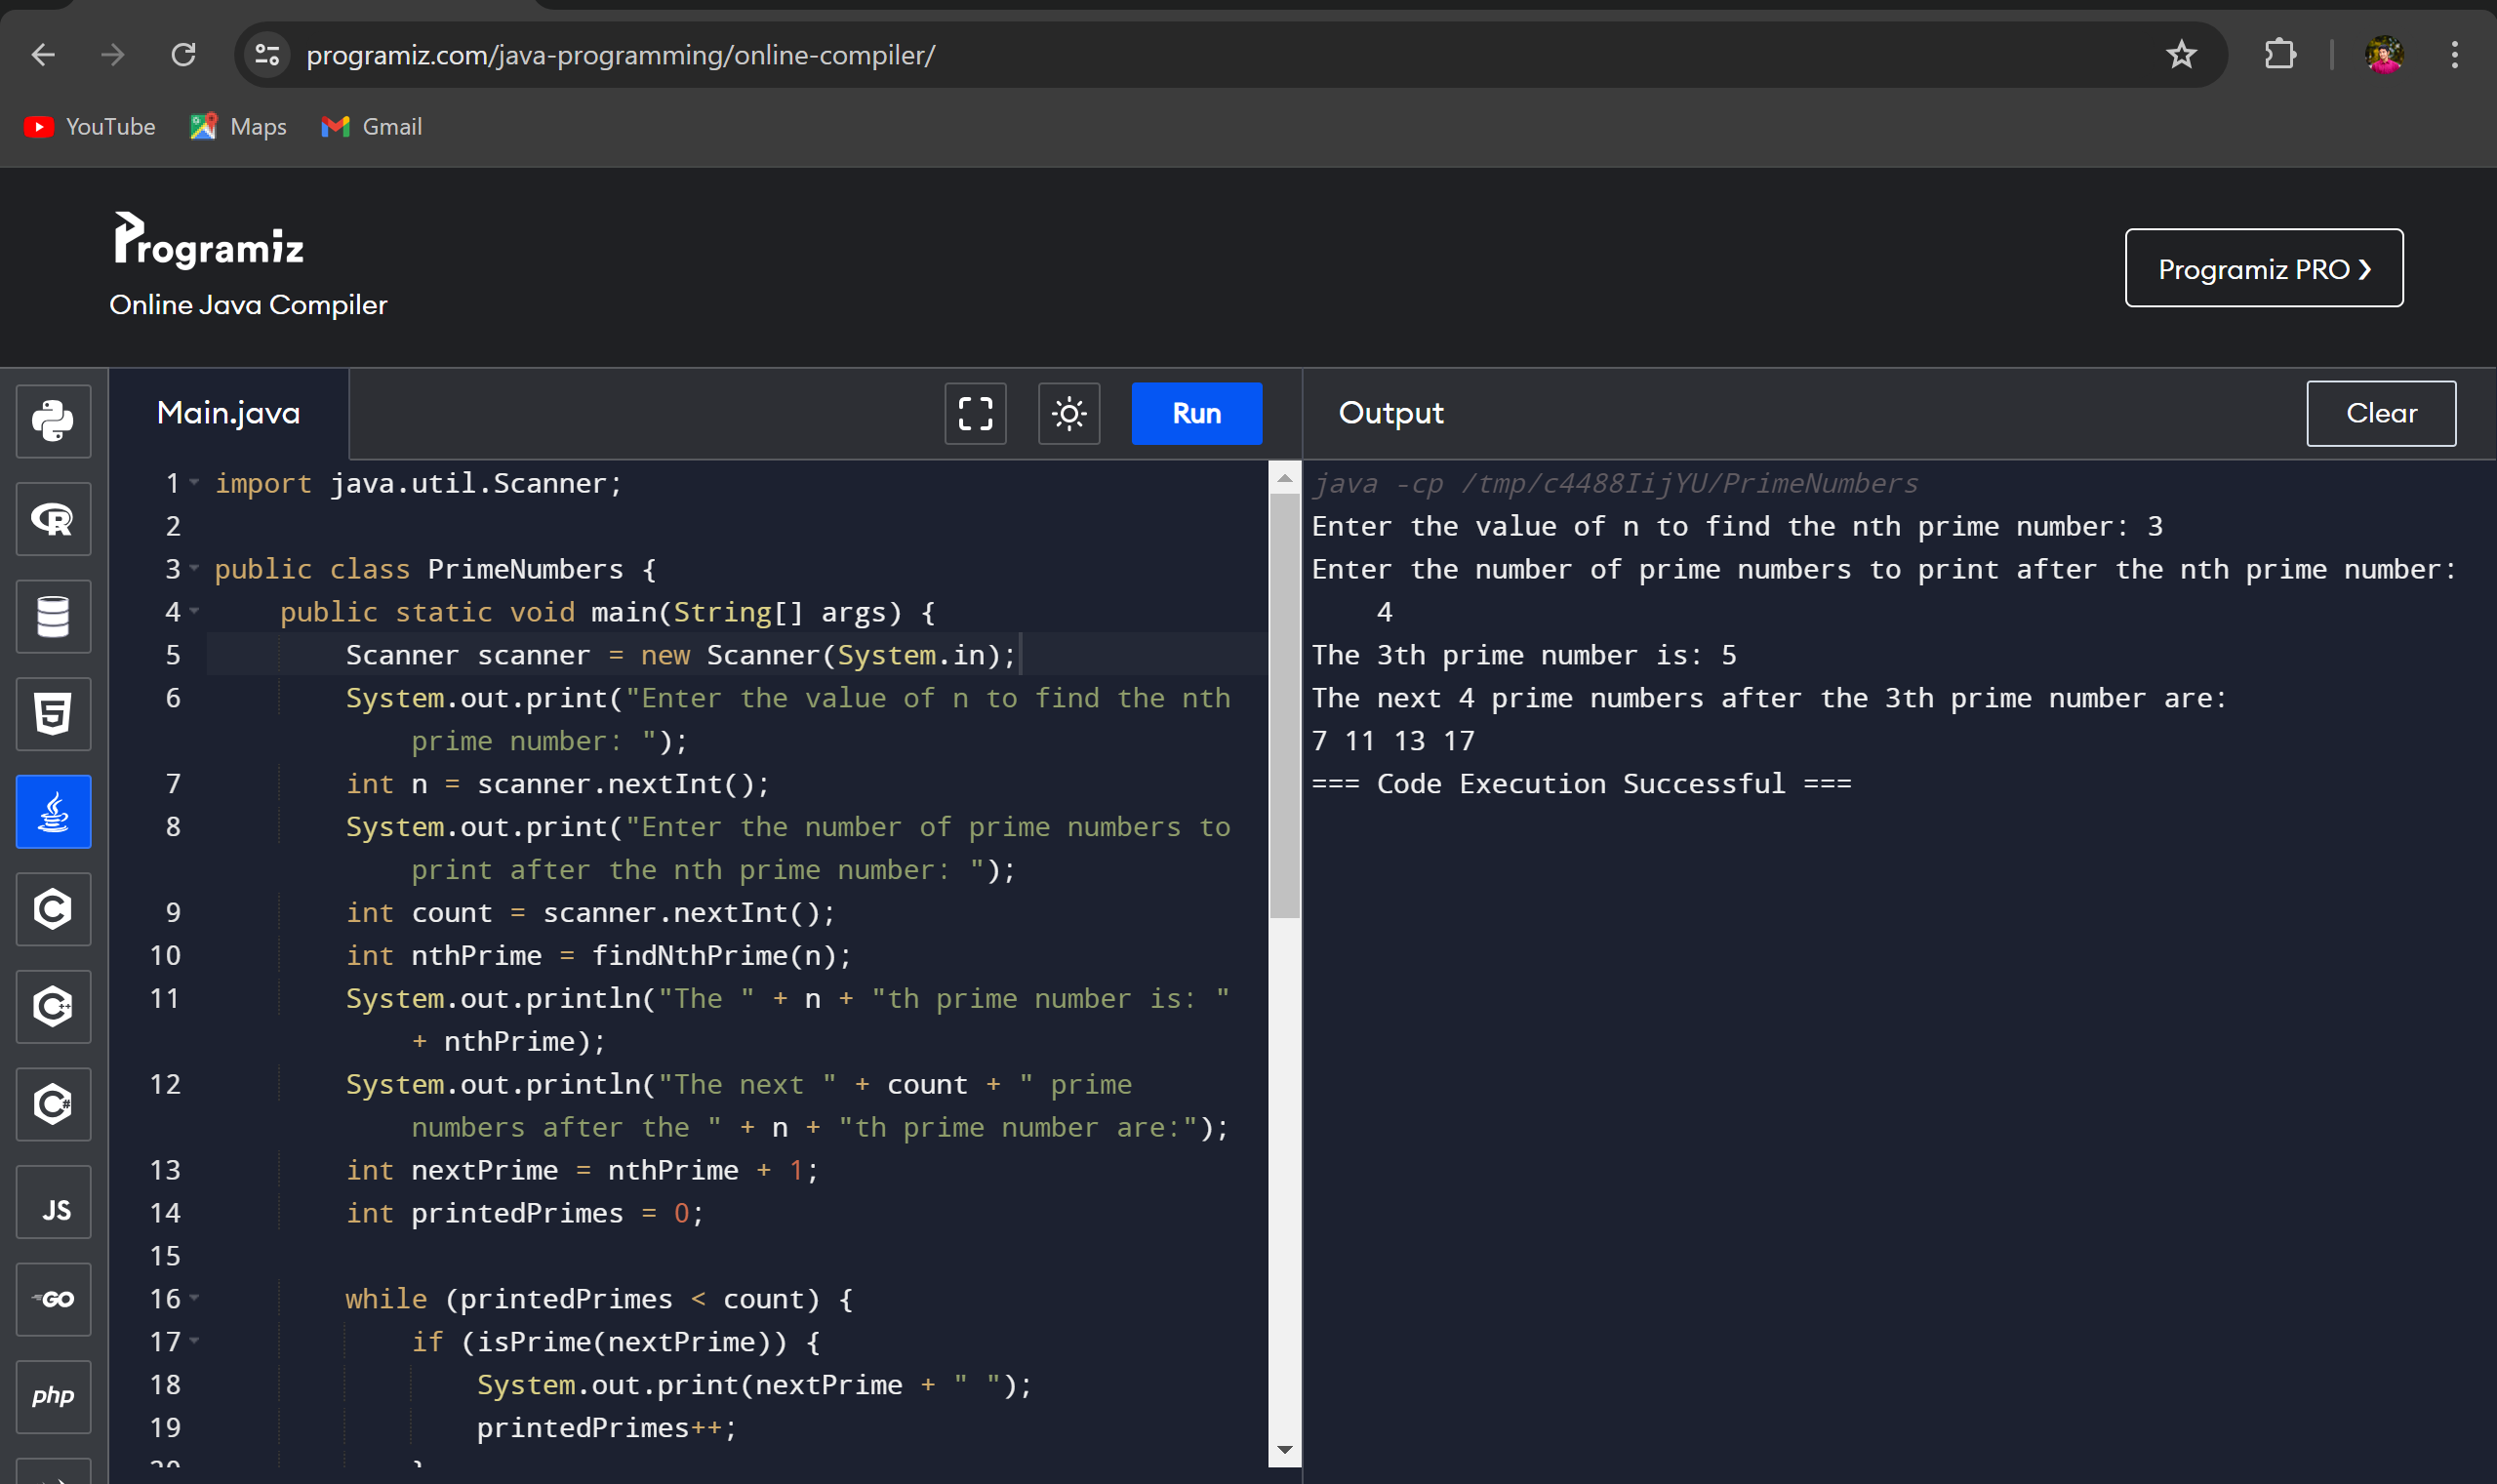 programiz.com/java-programming/online-compiler/
YouTube
Maps
Gmail
Programiz
Online Java Compiler
Programiz PRO
Main.java
Run
Output
Clear
R
5
C
C++
C#
JS
GO
php
1 import java.util.Scanner;
2
3 public class PrimeNumbers {
4     public static void main(String[] args) {
5         Scanner scanner = new Scanner(System.in);
6         System.out.print("Enter the value of n to find the nth
            prime number: ");
7         int n = scanner.nextInt();
8         System.out.print("Enter the number of prime numbers to
            print after the nth prime number: ");
9         int count = scanner.nextInt();
10         int nthPrime = findNthPrime(n);
11         System.out.println("The " + n + "th prime number is: "
            + nthPrime);
12         System.out.println("The next " + count + " prime
            numbers after the " + n + "th prime number are:");
13         int nextPrime = nthPrime + 1;
14         int printedPrimes = 0;
15
16         while (printedPrimes < count) {
17             if (isPrime(nextPrime)) {
18                 System.out.print(nextPrime + " ");
19                 printedPrimes++;
java -cp /tmp/c4488IijYU/PrimeNumbers
Enter the value of n to find the nth prime number: 3
Enter the number of prime numbers to print after the nth prime number:
    4
The 3th prime number is: 5
The next 4 prime numbers after the 3th prime number are:
7 11 13 17
=== Code Execution Successful ===